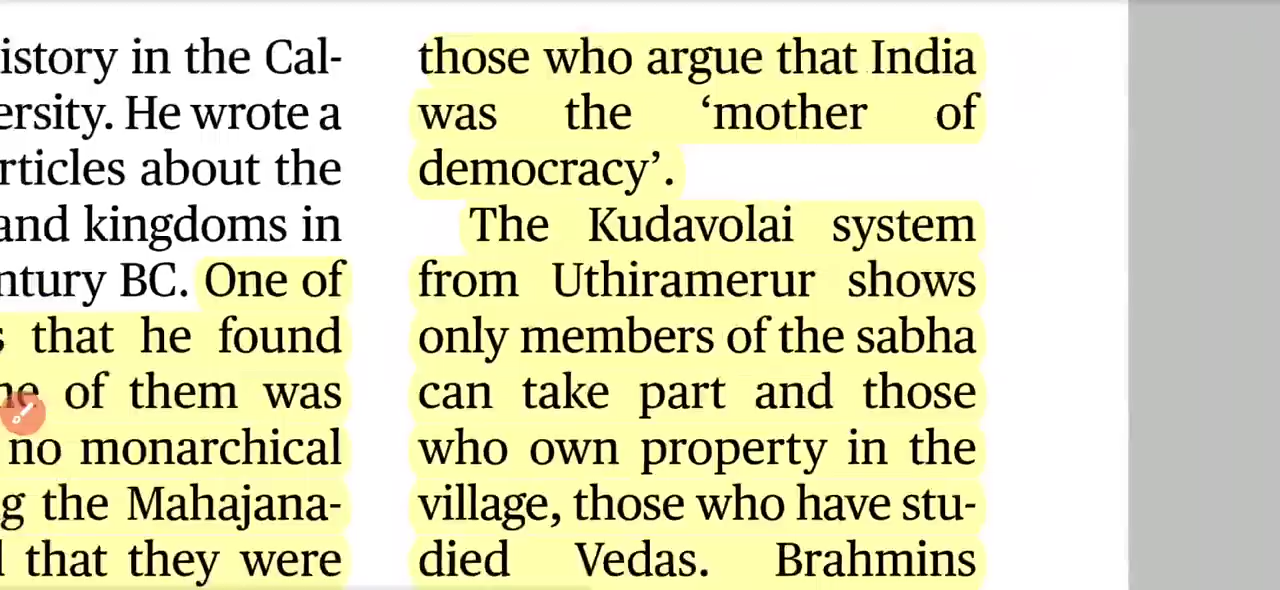 istory in the Cal-
ersity. He wrote a
rticles about the
and kingdoms in
ntury BC. One of
s that he found
of them was
no monarchical
g the Mahajana-
that they were
those who argue that India
was the ‘mother of
democracy’.
The Kudavolai system
from Uthiramerur shows
only members of the sabha
can take part and those
who own property in the
village, those who have stu-
died Vedas. Brahmins